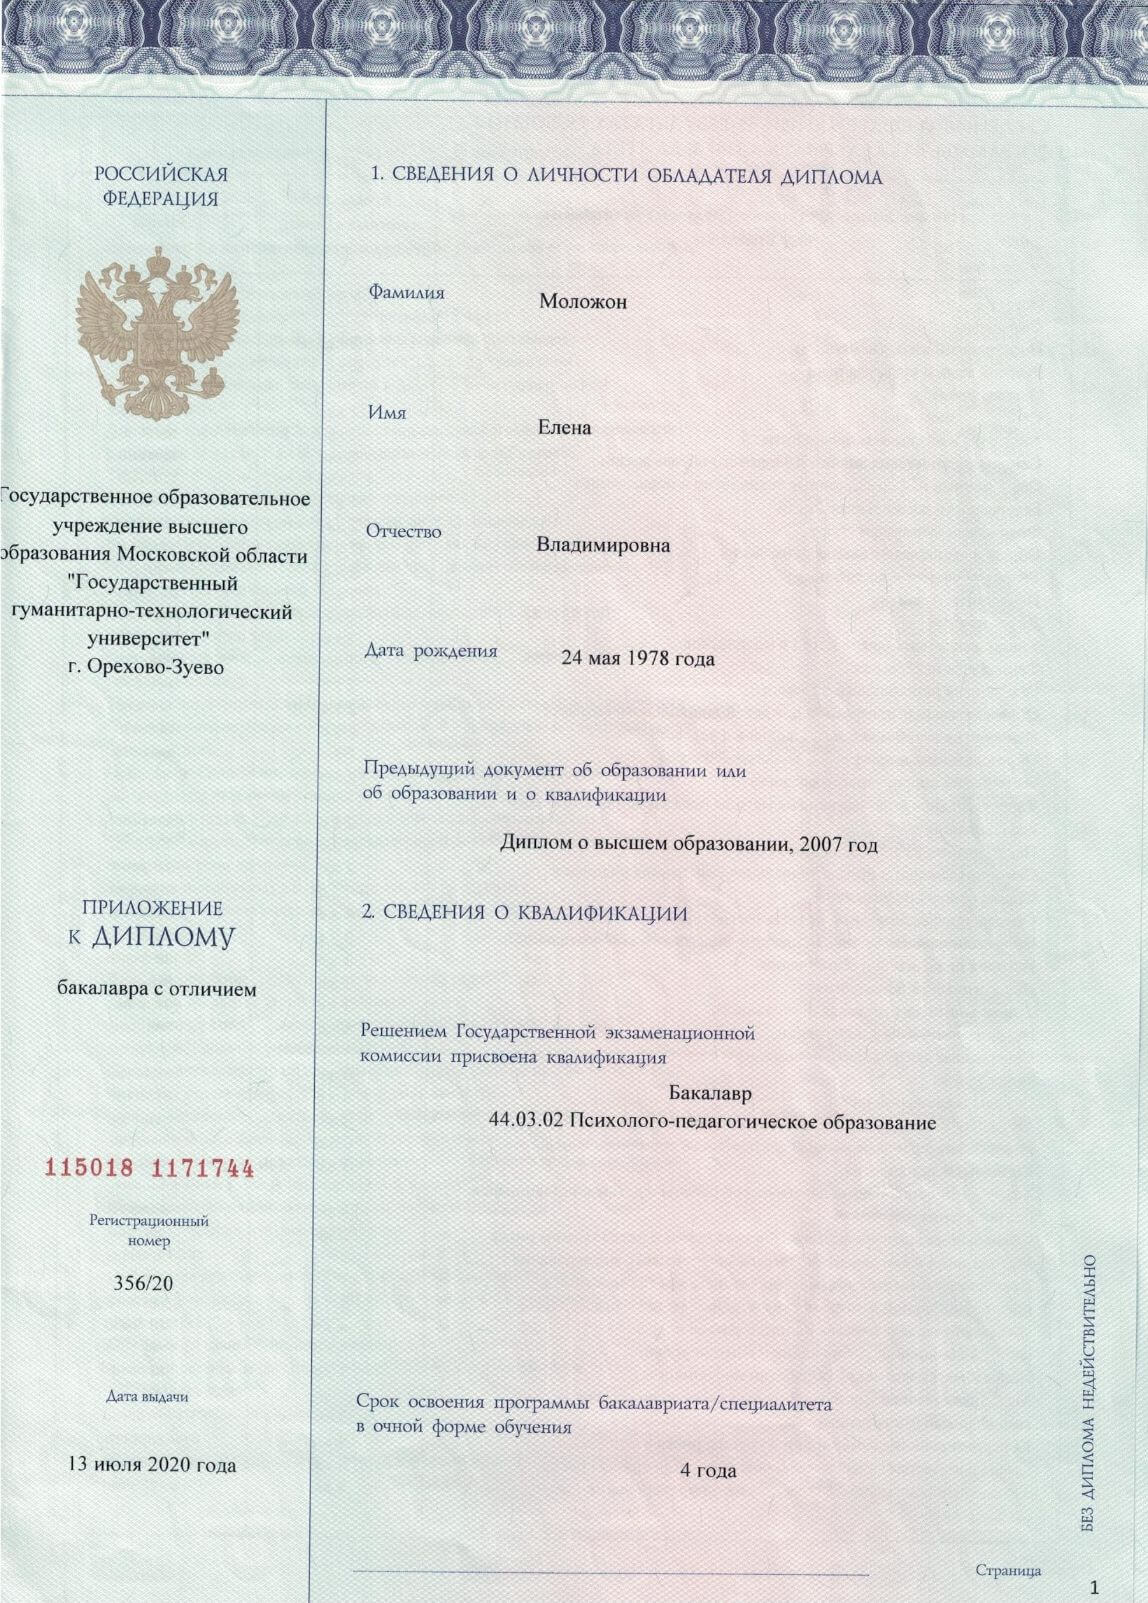 РОССИЙСКАЯ
ФЕДЕРАЦИЯ
Государственное образовательное
учреждение высшего
образования Московской области
"Государственный
гуманитарно-технологический
университет"
г. Орехово-Зуево
ПРИЛОЖЕНИЕ
к ДИПЛОМУ
бакалавра с отличием
115018 1171744
Регистрационный
номер
356/20
Дата выдачи
13 июля 2020 года
1. СВЕДЕНИЯ О ЛИЧНОСТИ ОБЛАДАТЕЛЯ ДИПЛОМА
Фамилия Моложон
Имя Елена
Отчество Владимировна
Дата рождения 24 мая 1978 года
Предыдущий документ об образовании или
об образовании и о квалификации
Диплом о высшем образовании, 2007 год
2. СВЕДЕНИЯ О КВАЛИФИКАЦИИ
Решением Государственной экзаменационной
комиссии присвоена квалификация
Бакалавр
44.03.02 Психолого-педагогическое образование
Срок освоения программы бакалавриата/специалитета
в очной форме обучения
4 года
БЕЗ ДИПЛОМА НЕДЕЙСТВИТЕЛЬНО
Страница
1